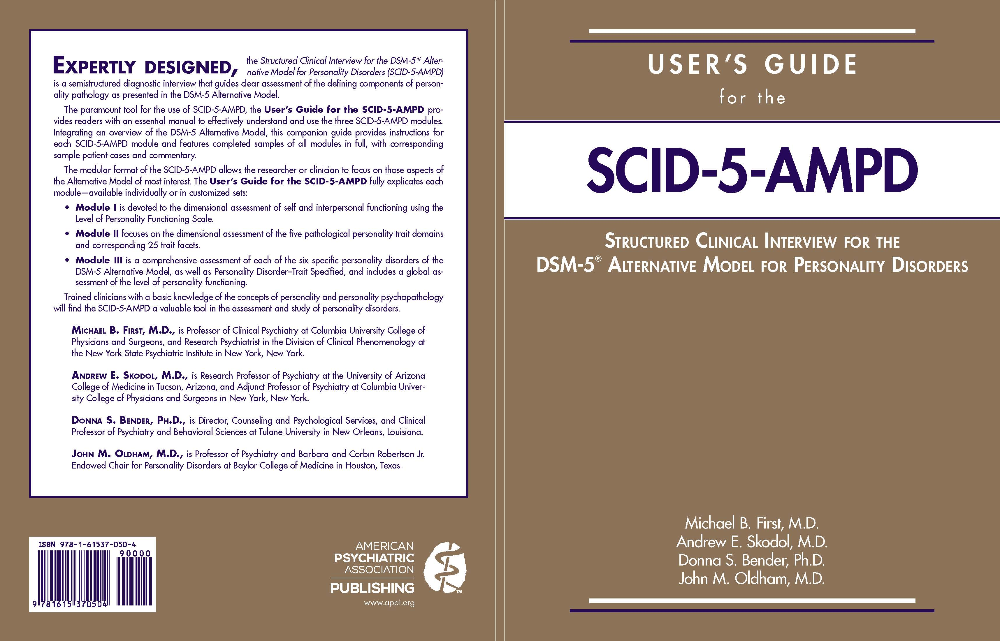 EXPERTLY DESIGNED, the Structured Clinical Interview for the DSM-5® Alter-
native Model for Personality Disorders (SCID-5-AMPD)
is a semistructured diagnostic interview that guides clear assessment of the defining components of person-
ality pathology as presented in the DSM-5 Alternative Model.
The paramount tool for the use of SCID-5-AMPD, the User’s Guide for the SCID-5-AMPD pro-
vides readers with an essential manual to effectively understand and use the three SCID-5-AMPD modules.
Integrating an overview of the DSM-5 Alternative Model, this companion guide provides instructions for
each SCID-5-AMPD module and features completed samples of all modules in full, with corresponding
sample patient cases and commentary.
The modular format of the SCID-5-AMPD allows the researcher or clinician to focus on those aspects of
the Alternative Model of most interest. The User’s Guide for the SCID-5-AMPD fully explicates each
module—available individually or in customized sets:
• Module I is devoted to the dimensional assessment of self and interpersonal functioning using the
Level of Personality Functioning Scale.
• Module II focuses on the dimensional assessment of the five pathological personality trait domains
and corresponding 25 trait facets.
• Module III is a comprehensive assessment of each of the six specific personality disorders of the
DSM-5 Alternative Model, as well as Personality Disorder–Trait Specified, and includes a global as-
sessment of the level of personality functioning.
Trained clinicians with a basic knowledge of the concepts of personality and personality psychopathology
will find the SCID-5-AMPD a valuable tool in the assessment and study of personality disorders.
MICHAEL B. FIRST, M.D., is Professor of Clinical Psychiatry at Columbia University College of
Physicians and Surgeons, and Research Psychiatrist in the Division of Clinical Phenomenology at
the New York State Psychiatric Institute in New York, New York.
ANDREW E. SKODOL, M.D., is Research Professor of Psychiatry at the University of Arizona
College of Medicine in Tucson, Arizona, and Adjunct Professor of Psychiatry at Columbia Univer-
sity College of Physicians and Surgeons in New York, New York.
DONNA S. BENDER, PH.D., is Director, Counseling and Psychological Services, and Clinical
Professor of Psychiatry and Behavioral Sciences at Tulane University in New Orleans, Louisiana.
JOHN M. OLDHAM, M.D., is Professor of Psychiatry and Barbara and Corbin Robertson Jr.
Endowed Chair for Personality Disorders at Baylor College of Medicine in Houston, Texas.
ISBN 978-1-61537-050-4
90000
9 781615 370504
AMERICAN
PSYCHIATRIC
ASSOCIATION
PUBLISHING
TM
www.appi.org
USER’S GUIDE
for the
SCID-5-AMPD
STRUCTURED CLINICAL INTERVIEW FOR THE
DSM-5® ALTERNATIVE MODEL FOR PERSONALITY DISORDERS
Michael B. First, M.D.
Andrew E. Skodol, M.D.
Donna S. Bender, Ph.D.
John M. Oldham, M.D.